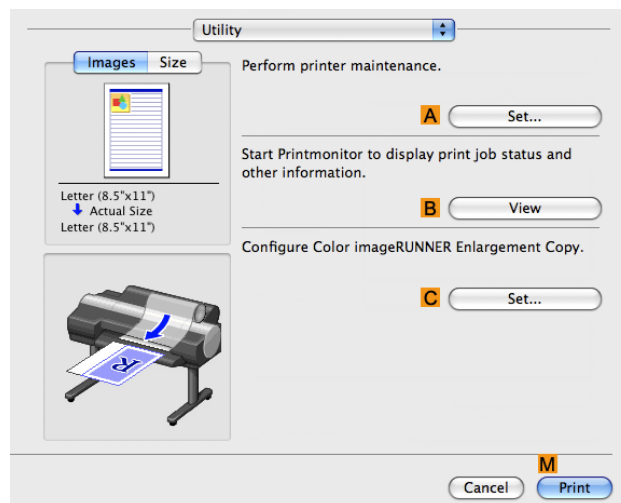 Utility
Images Size
Perform printer maintenance.
A Set...
Start Printmonitor to display print job status and
other information.
B View
Letter (8.5"x11")
Actual Size
Letter (8.5"x11")
Configure Color imageRUNNER Enlargement Copy.
C Set...
R
M
Cancel Print